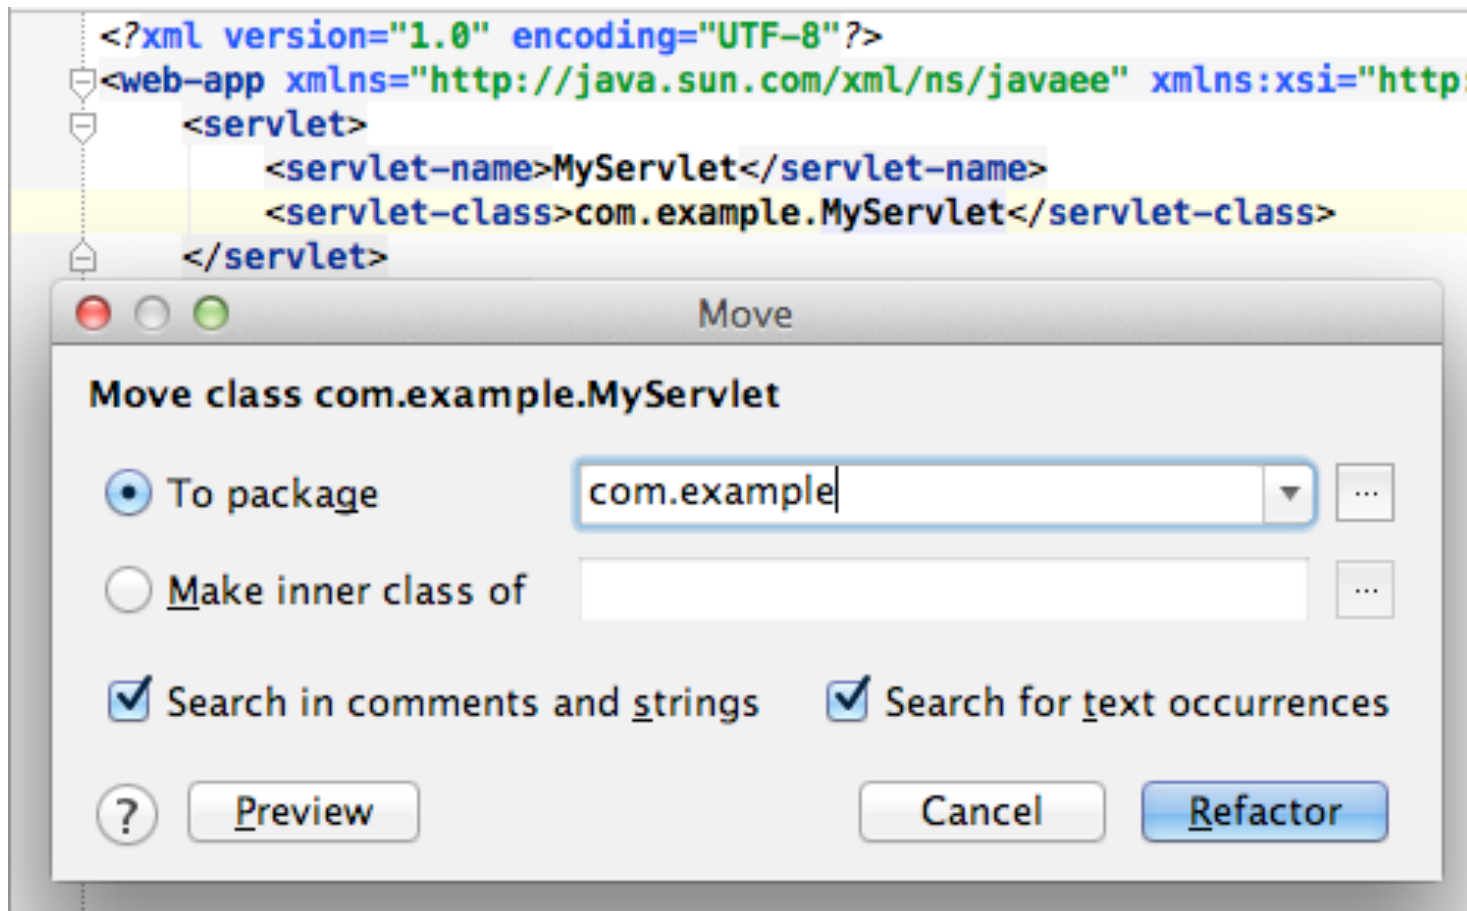 <?xml version="1.0" encoding="UTF-8"?>
<web-app xmlns="http://java.sun.com/xml/ns/javaee" xmlns:xsi="http:
<servlet>
<servlet-name>MyServlet</servlet-name>
<servlet-class>com.example.MyServlet</servlet-class>
</servlet>
Move
Move class com.example.MyServlet
To package com.example ...
Make inner class of ...
Search in comments and strings Search for text occurrences
? Preview Cancel Refactor